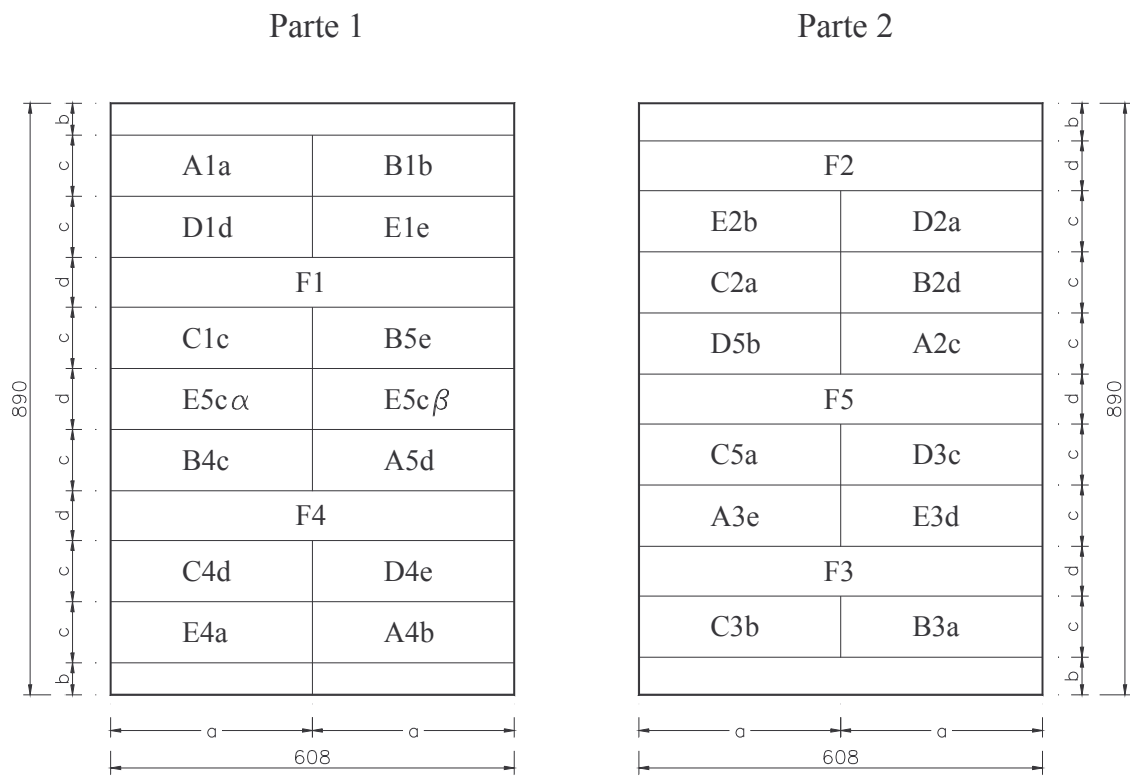 Parte 1 Parte 2
b b
c A1a B1b F2 d
c D1d E1e E2b D2a c
d F1 C2a B2d c
c C1c B5e D5b A2c c
890 d E5cα E5cβ F5 d 890
c B4c A5d C5a D3c c
d F4 A3e E3d c
c C4d D4e F3 d
c E4a A4b C3b B3a c
b b
a a a a
608 608